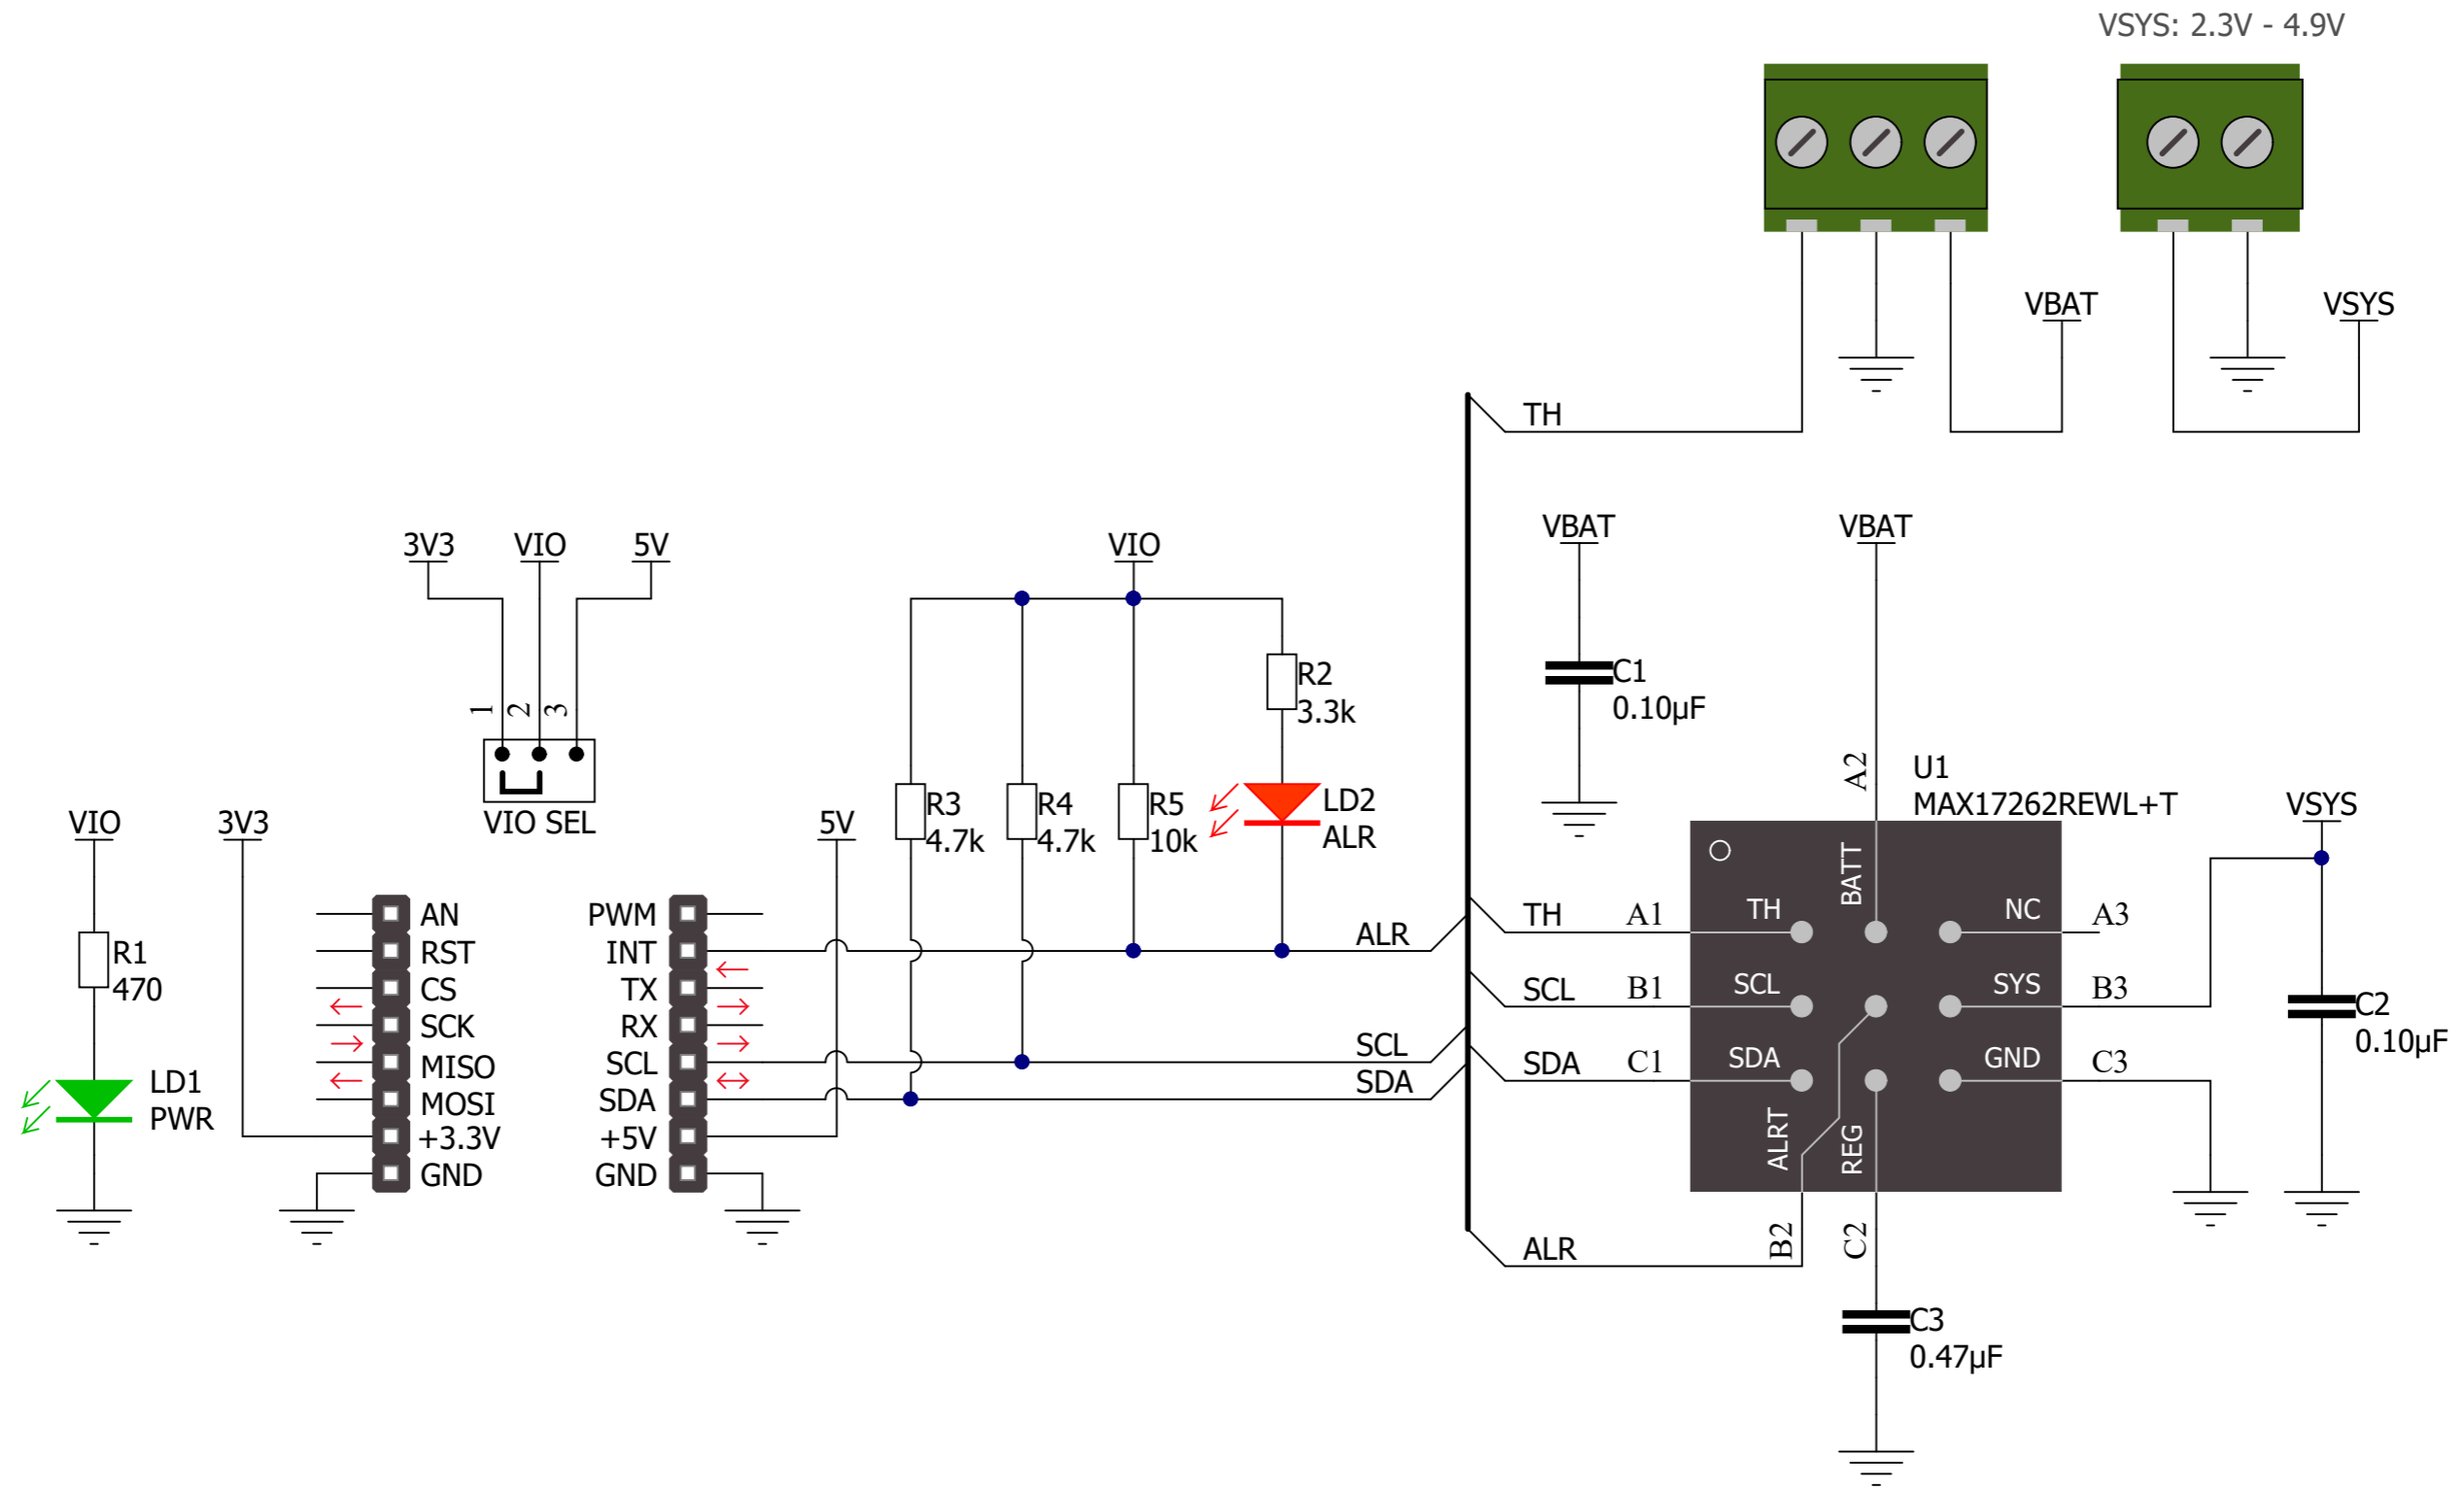 VSYS: 2.3V - 4.9V
VBAT
VSYS
TH
3V3
VIO
5V
1
2
3
VIO SEL
VIO
R2
3.3k
R3
4.7k
R4
4.7k
R5
10k
LD2
ALR
VBAT
C1
0.10µF
VBAT
A2
U1
MAX17262REWL+T
VSYS
VIO
R1
470
LD1
PWR
3V3
5V
AN
RST
CS
SCK
MISO
MOSI
+3.3V
GND
PWM
INT
TX
RX
SCL
SDA
+5V
GND
ALR
SCL
SDA
TH
A1
SCL
B1
SDA
C1
ALR
TH
BATT
NC
SCL
SYS
SDA
GND
ALRT
REG
A3
B3
C3
B2
C2
C2
0.10µF
C3
0.47µF